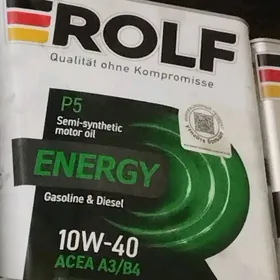 ROLF
Qualität ohne Kompromisse
P5
Semi-synthetic
motor oil
ENERGY
Gasoline & Diesel
10W-40
ACEA A3/B4